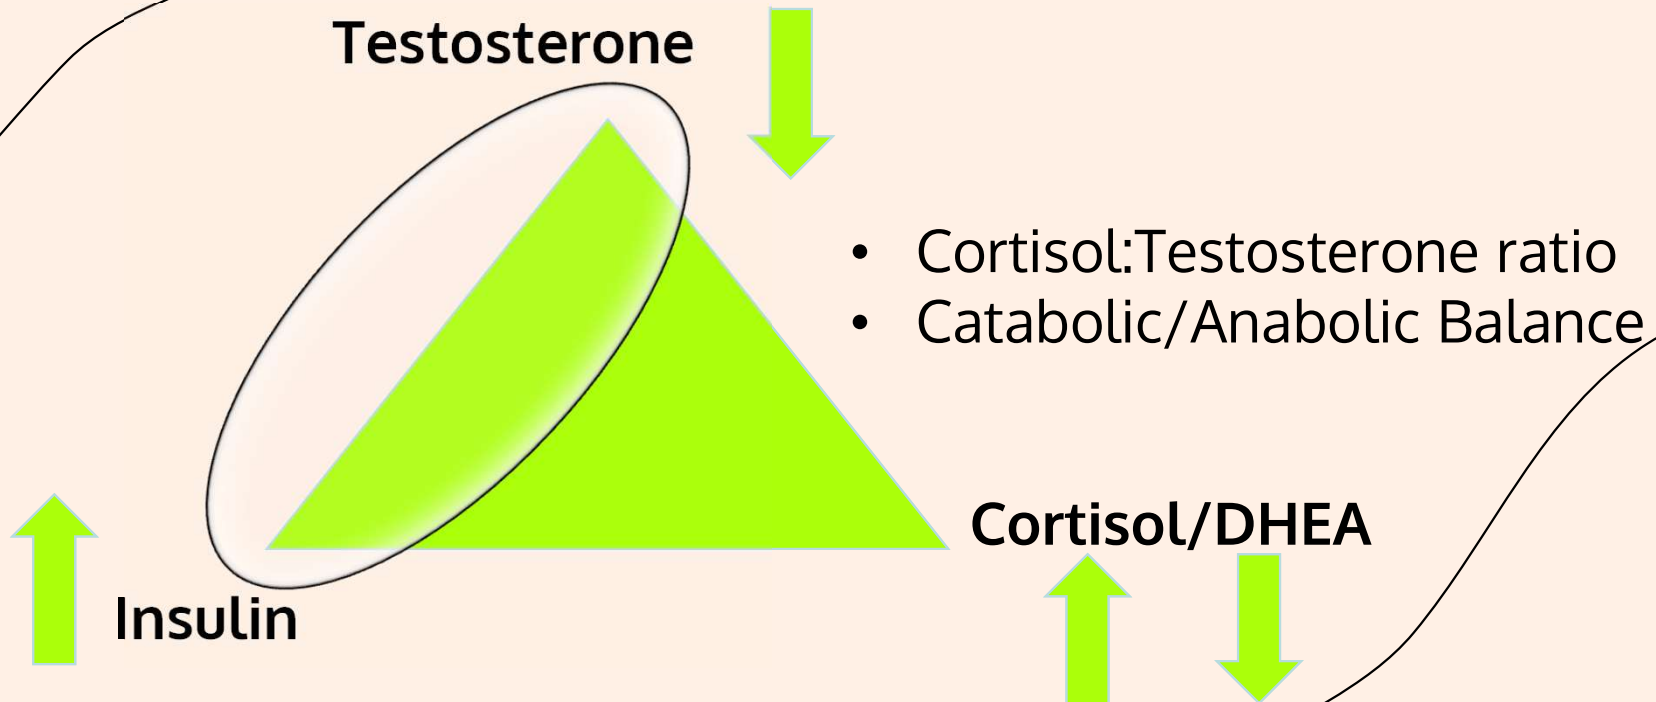 Testosterone
• Cortisol:Testosterone ratio
• Catabolic/Anabolic Balance
Cortisol/DHEA
Insulin